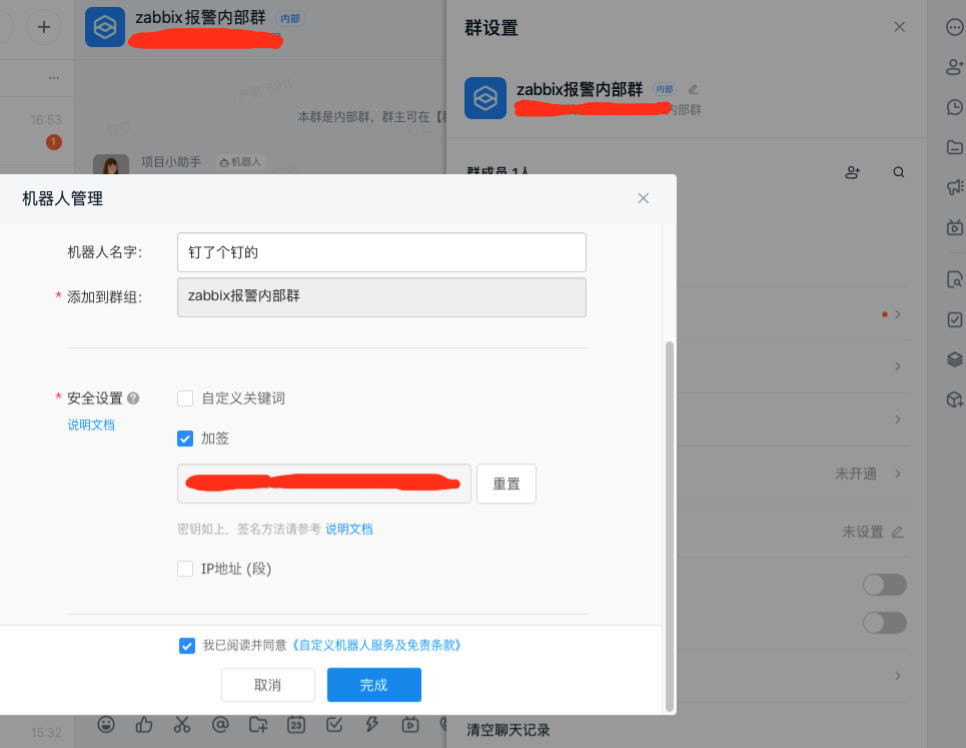 zabbix报警内部群 内部
群设置
zabbix报警内部群 内部
内部群
16:53
1
本群是内部群，群主可在【
项目小助手 机器人
群成员 1人
机器人管理
机器人名字:
钉了个钉的
* 添加到群组:
zabbix报警内部群
* 安全设置
说明文档
自定义关键词
加签
重置
密钥如上，签名方法请参考 说明文档
IP地址 (段)
未开通
未设置
我已阅读并同意《自定义机器人服务及免责条款》
取消
完成
15:32
23
清空聊天记录